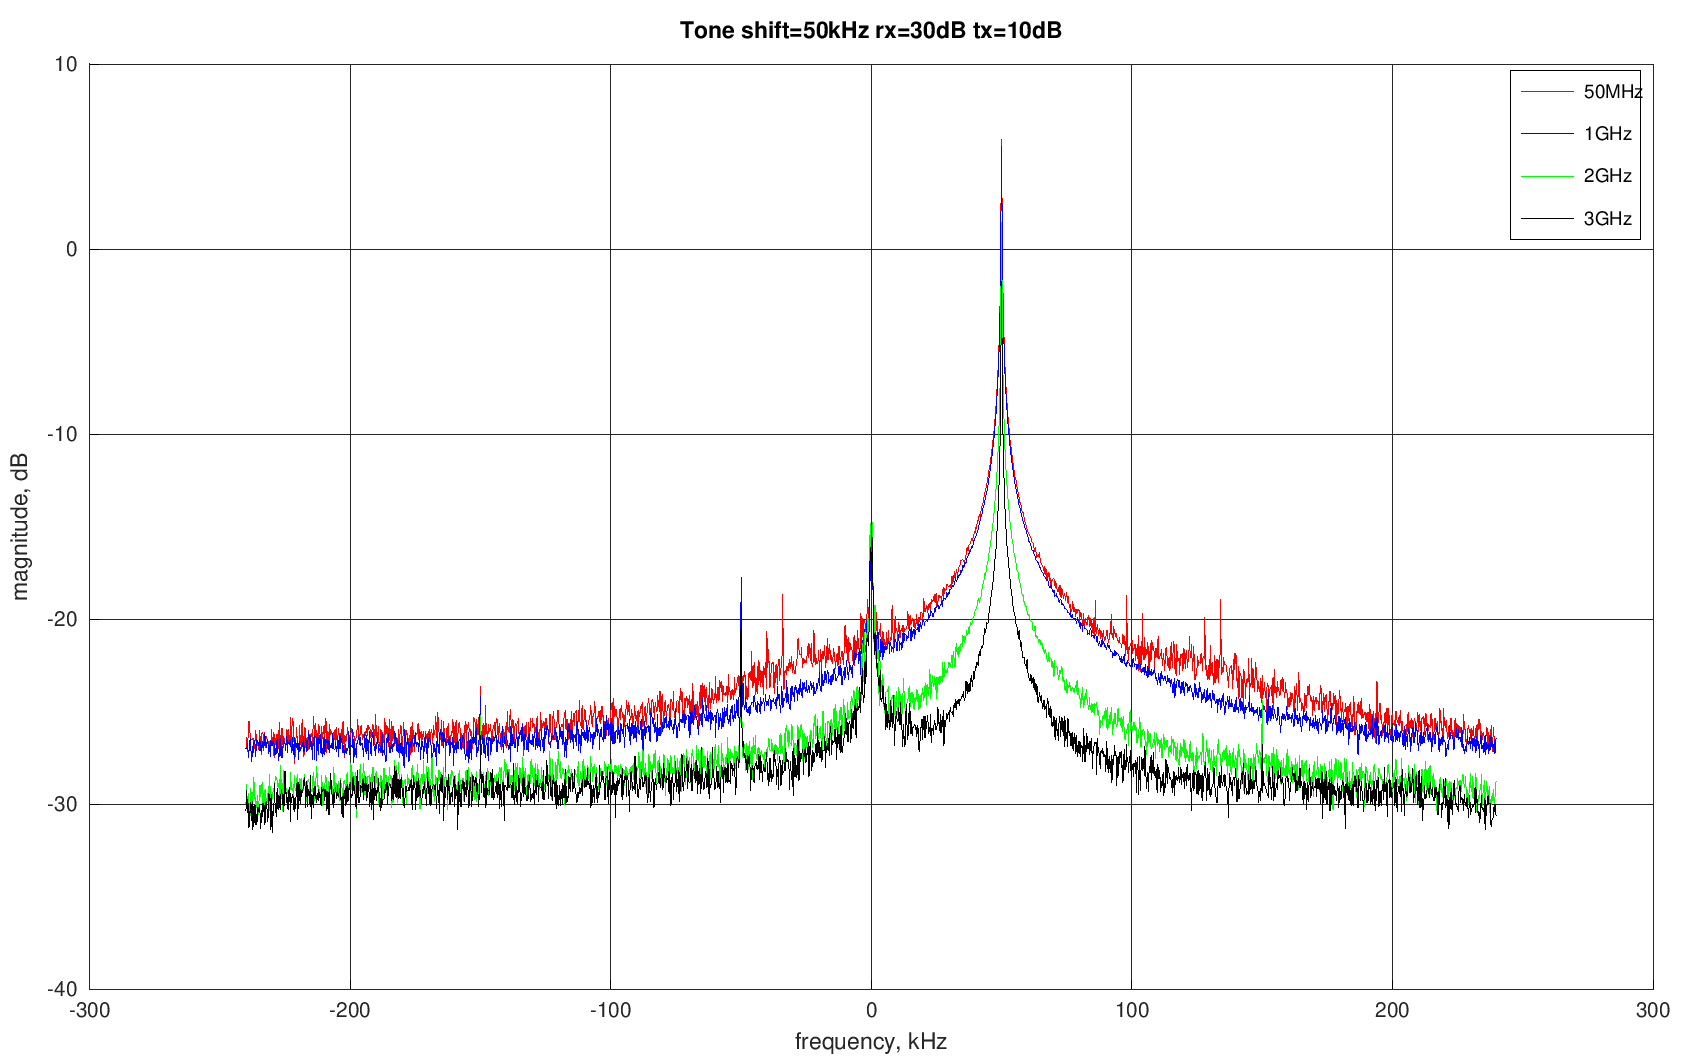 Tone shift=50kHz rx=30dB tx=10dB
10
0
-10
-20
-30
-40
magnitude, dB
50MHz
1GHz
2GHz
3GHz
-300
-200
-100
0
100
200
300
frequency, kHz